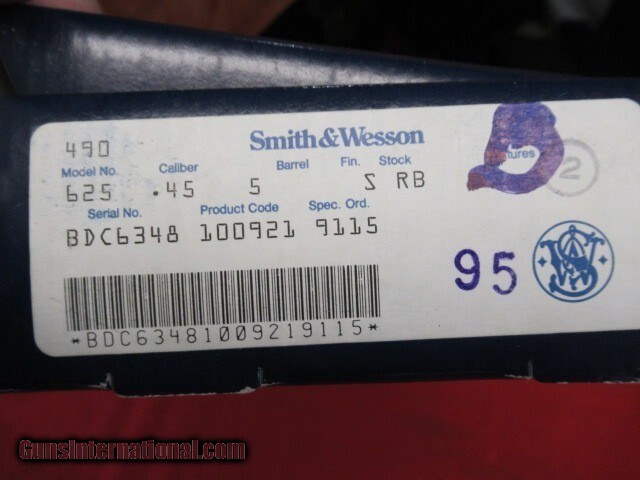 490
Smith & Wesson
Model No. Caliber Barrel Fin. Stock
625 .45 5 S RB
2
Serial No. Product Code Spec. Ord.
BDC6348 100921 9115
95
*BDC63481009219115*
GunsInternational.com